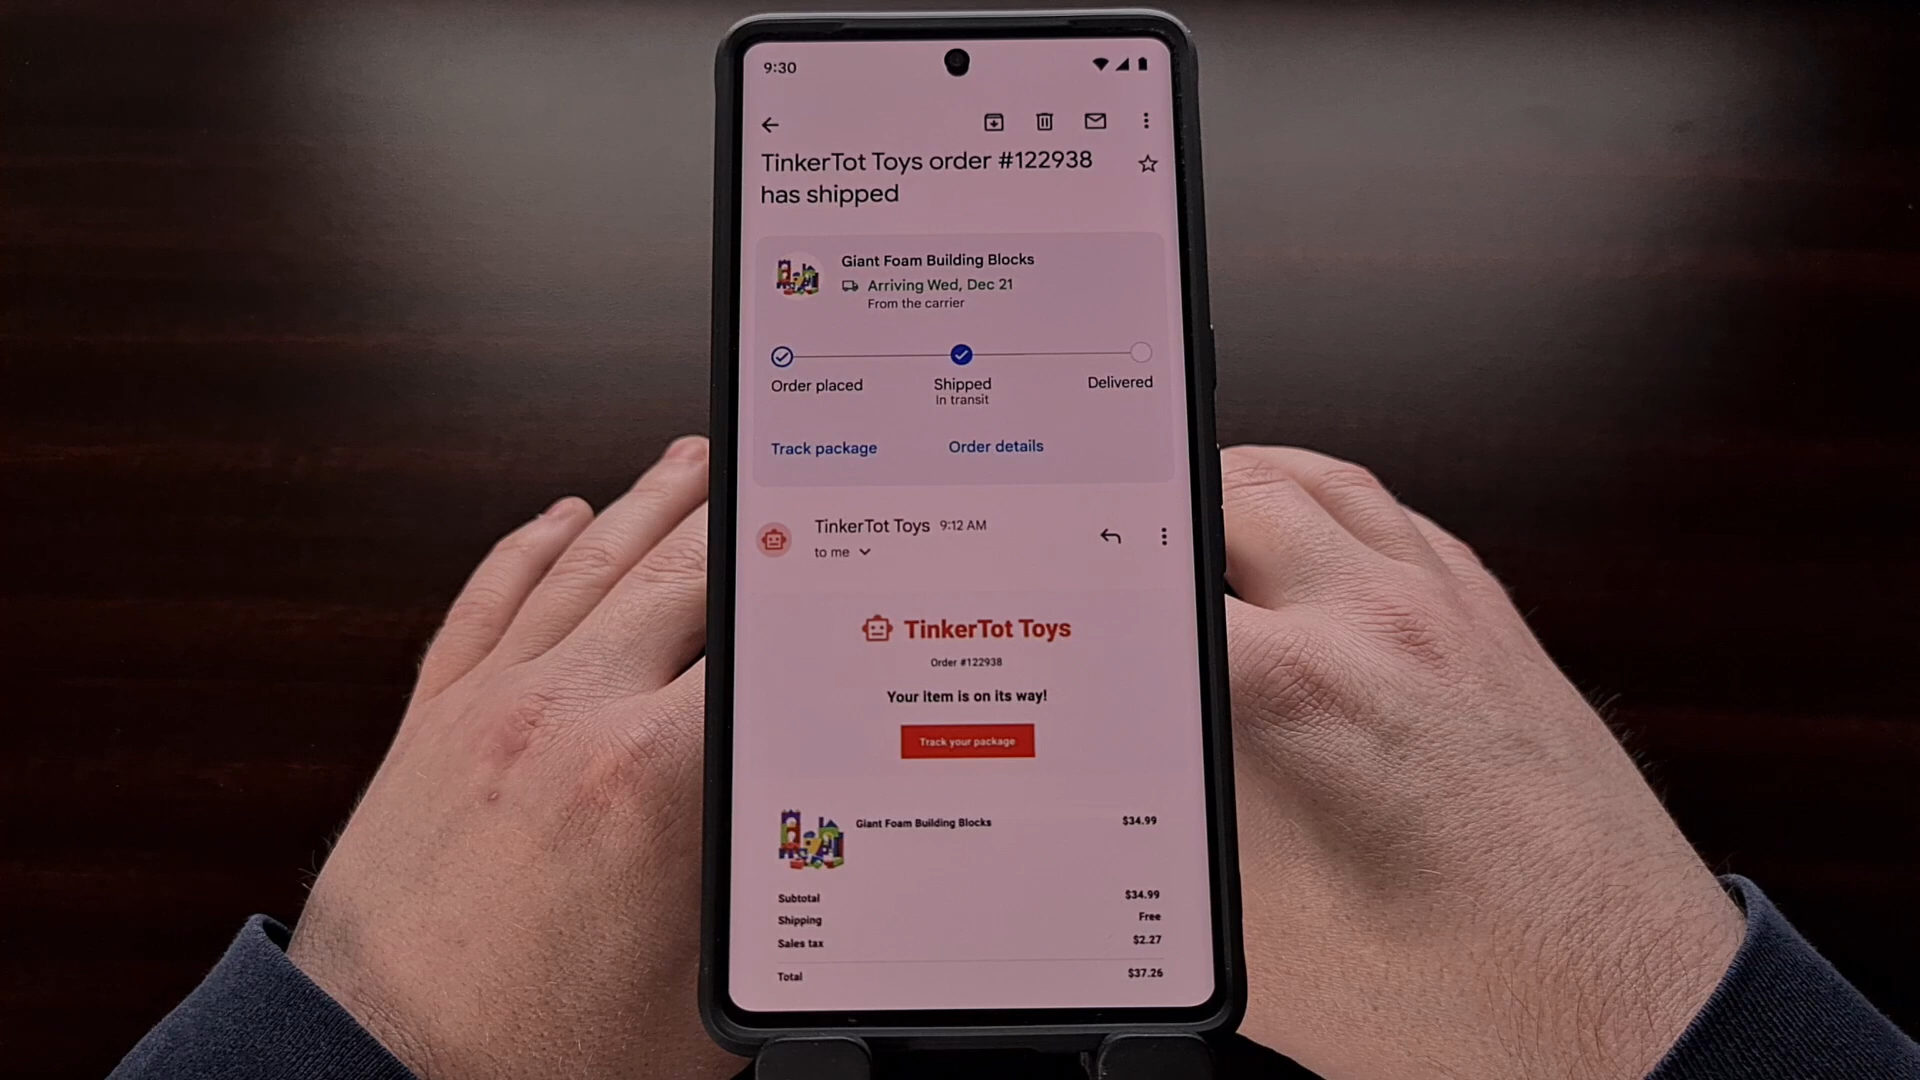 9:30
TinkerTot Toys order #122938
has shipped
Giant Foam Building Blocks
Arriving Wed, Dec 21
From the carrier
Order placed
Shipped
In transit
Delivered
Track package
Order details
TinkerTot Toys 9:12 AM
to me
TinkerTot Toys
Order #122938
Your item is on its way!
Track your package
Giant Foam Building Blocks $34.99
Subtotal $34.99
Shipping Free
Sales tax $2.27
Total $37.26